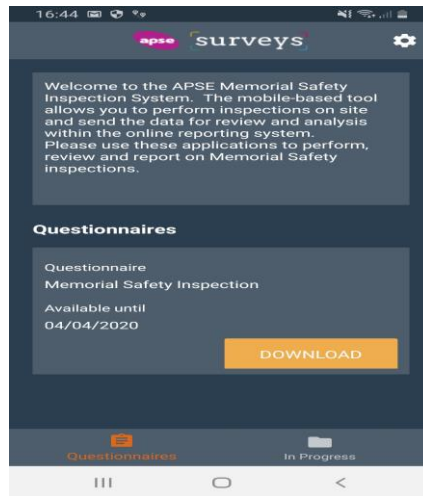 16:44
apse surveys
Welcome to the APSE Memorial Safety
Inspection System. The mobile-based tool
allows you to perform inspections on site
and send the data for review and analysis
within the online reporting system.
Please use these applications to perform,
review and report on Memorial Safety
inspections.
Questionnaires
Questionnaire
Memorial Safety Inspection
Available until
04/04/2020
DOWNLOAD
Questionnaires
In Progress